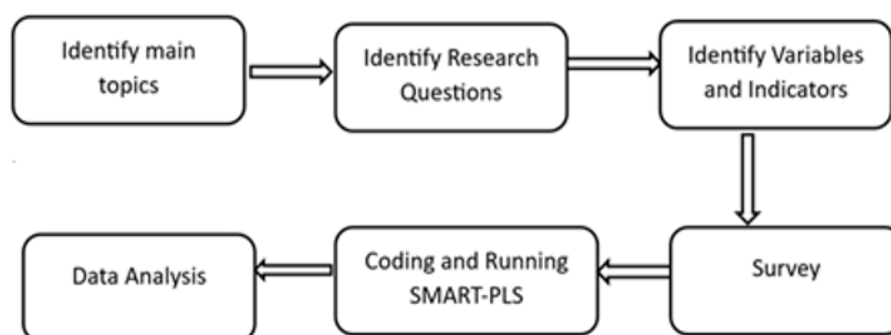 Identify main
topics
Identify Research
Questions
Identify Variables
and Indicators
Survey
Coding and Running
SMART-PLS
Data Analysis